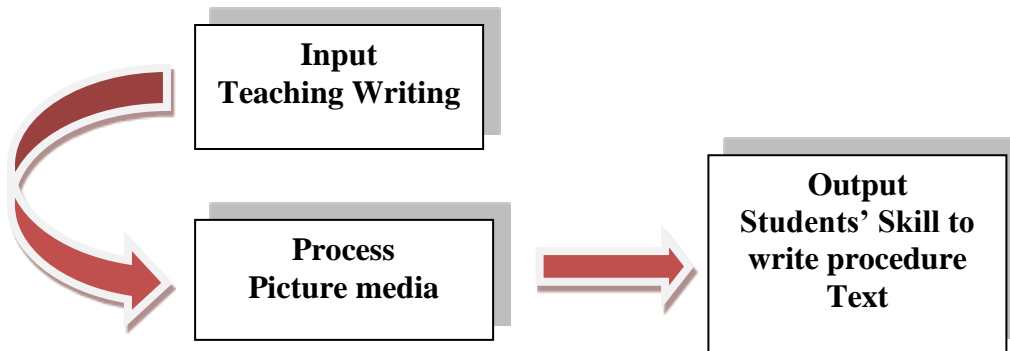 Input
Teaching Writing
Process
Picture media
Output
Students’ Skill to
write procedure
Text